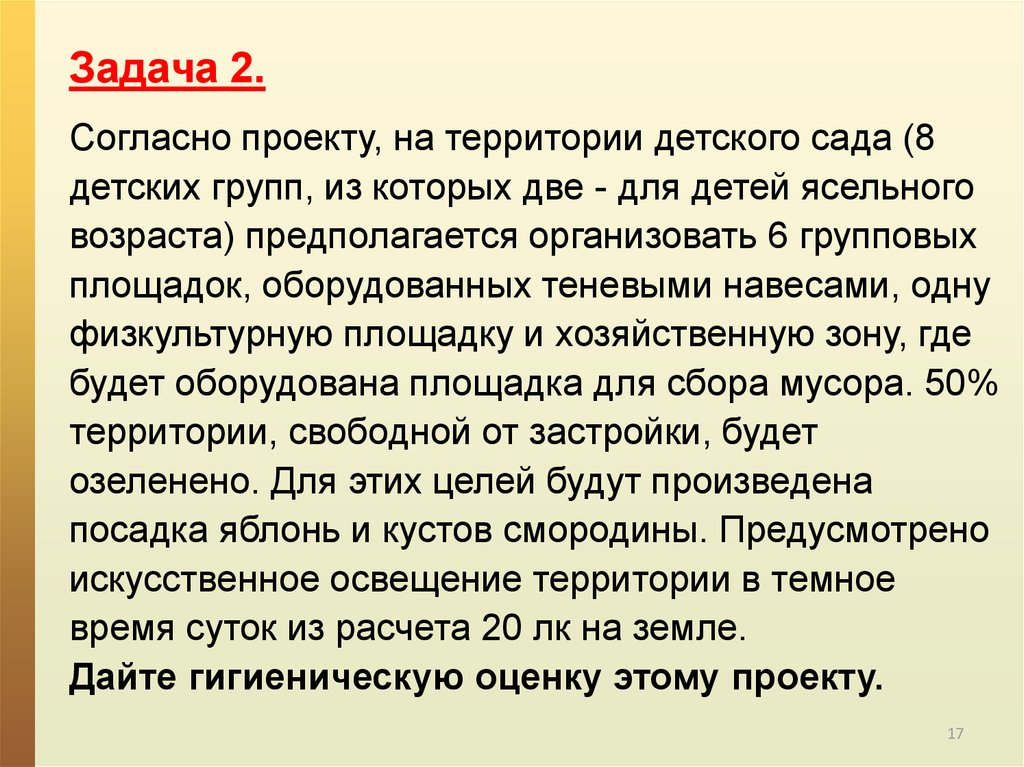 Задача 2.
Согласно проекту, на территории детского сада (8
детских групп, из которых две - для детей ясельного
возраста) предполагается организовать 6 групповых
площадок, оборудованных теневыми навесами, одну
физкультурную площадку и хозяйственную зону, где
будет оборудована площадка для сбора мусора. 50%
территории, свободной от застройки, будет
озеленено. Для этих целей будут произведена
посадка яблонь и кустов смородины. Предусмотрено
искусственное освещение территории в темное
время суток из расчета 20 лк на земле.
Дайте гигиеническую оценку этому проекту.
17